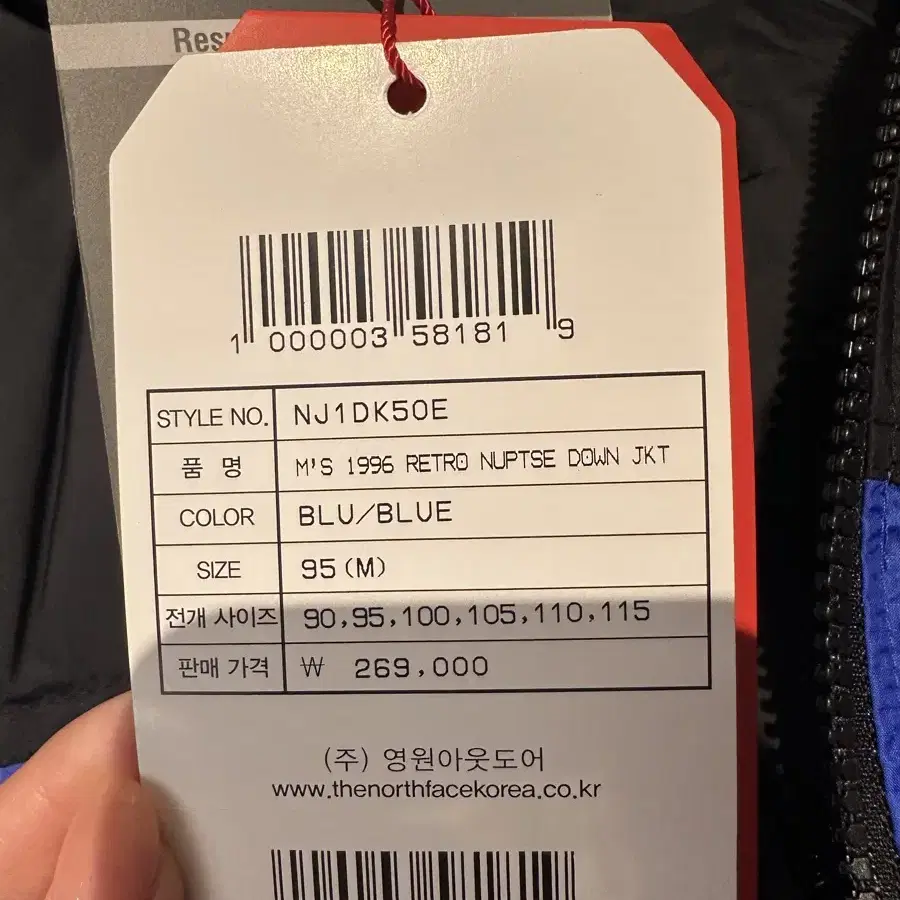 1 000003 58181 9
STYLE NO. NJ1DK50E
품 명 M'S 1996 RETRO NUPTSE DOWN JKT
COLOR BLU/BLUE
SIZE 95(M)
전개 사이즈 90,95,100,105,110,115
판매 가격 ₩ 269,000
(주) 영원아웃도어
www.thenorthfacekorea.co.kr